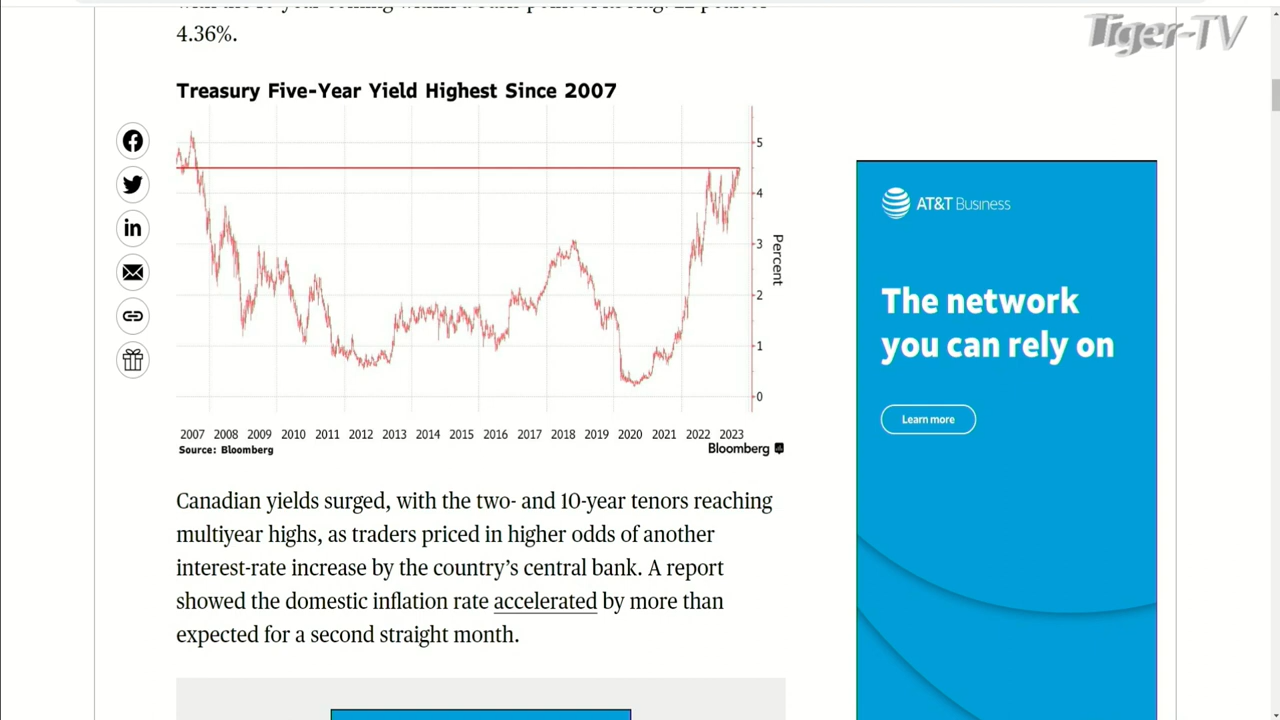 Tiger-TV
4.36%.
Treasury Five-Year Yield Highest Since 2007
5
4
3
2
1
0
Percent
2007 2008 2009 2010 2011 2012 2013 2014 2015 2016 2017 2018 2019 2020 2021 2022 2023
Source: Bloomberg
Bloomberg
in
Canadian yields surged, with the two- and 10-year tenors reaching
multiyear highs, as traders priced in higher odds of another
interest-rate increase by the country’s central bank. A report
showed the domestic inflation rate accelerated by more than
expected for a second straight month.
AT&T Business
The network
you can rely on
Learn more